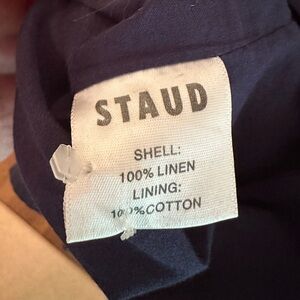 STAUD
SHELL:
100% LINEN
LINING:
100%COTTON